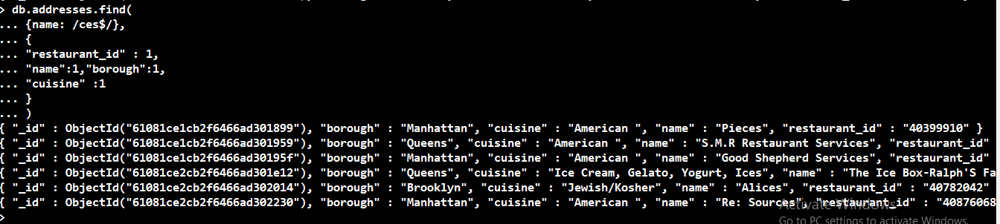 > db.addresses.find(
... {name: /ces$/},
... {
... "restaurant_id" : 1,
... "name":1,"borough":1,
... "cuisine" :1
... }
... )
{ "_id" : ObjectId("61081ce1cb2f6466ad301899"), "borough" : "Manhattan", "cuisine" : "American ", "name" : "Pieces", "restaurant_id" : "40399910" }
{ "_id" : ObjectId("61081ce1cb2f6466ad301959"), "borough" : "Queens", "cuisine" : "American ", "name" : "S.M.R Restaurant Services", "restaurant_id"
{ "_id" : ObjectId("61081ce1cb2f6466ad30195f"), "borough" : "Manhattan", "cuisine" : "American ", "name" : "Good Shepherd Services", "restaurant_id"
{ "_id" : ObjectId("61081ce2cb2f6466ad301e12"), "borough" : "Queens", "cuisine" : "Ice Cream, Gelato, Yogurt, Ices", "name" : "The Ice Box-Ralph'S Fa
{ "_id" : ObjectId("61081ce2cb2f6466ad302014"), "borough" : "Brooklyn", "cuisine" : "Jewish/Kosher", "name" : "Alices", "restaurant_id" : "40782042"
{ "_id" : ObjectId("61081ce2cb2f6466ad302230"), "borough" : "Manhattan", "cuisine" : "American ", "name" : "Re: Sources", "restaurant_id" : "40876068
>
Activate Windows
Go to PC settings to activate Windows.